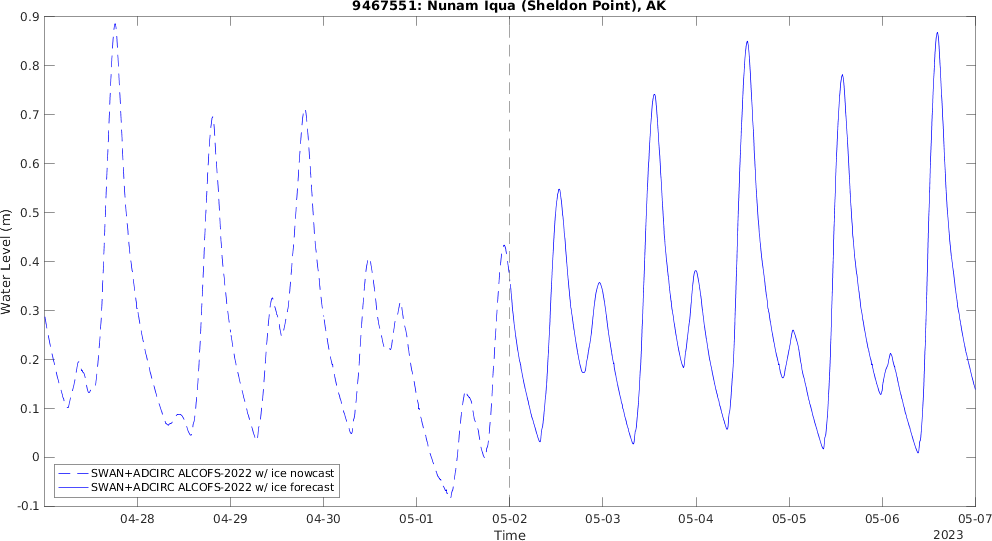 9467551: Nunam Iqua (Sheldon Point), AK
Water Level (m)
0.9
0.8
0.7
0.6
0.5
0.4
0.3
0.2
0.1
0
-0.1
SWAN+ADCIRC ALCOFS-2022 w/ ice nowcast
SWAN+ADCIRC ALCOFS-2022 w/ ice forecast
04-28 04-29 04-30 05-01 05-02 05-03 05-04 05-05 05-06 05-07
Time
2023